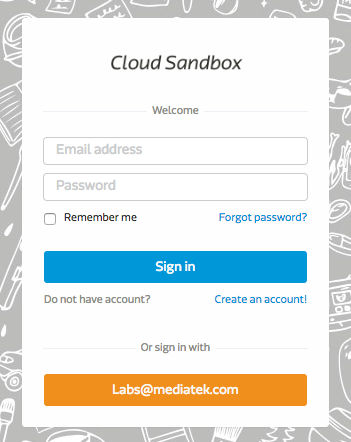 Cloud Sandbox
Welcome
Email address
Password
Remember me
Forgot password?
Sign in
Do not have account?
Create an account!
Or sign in with
Labs@mediatek.com